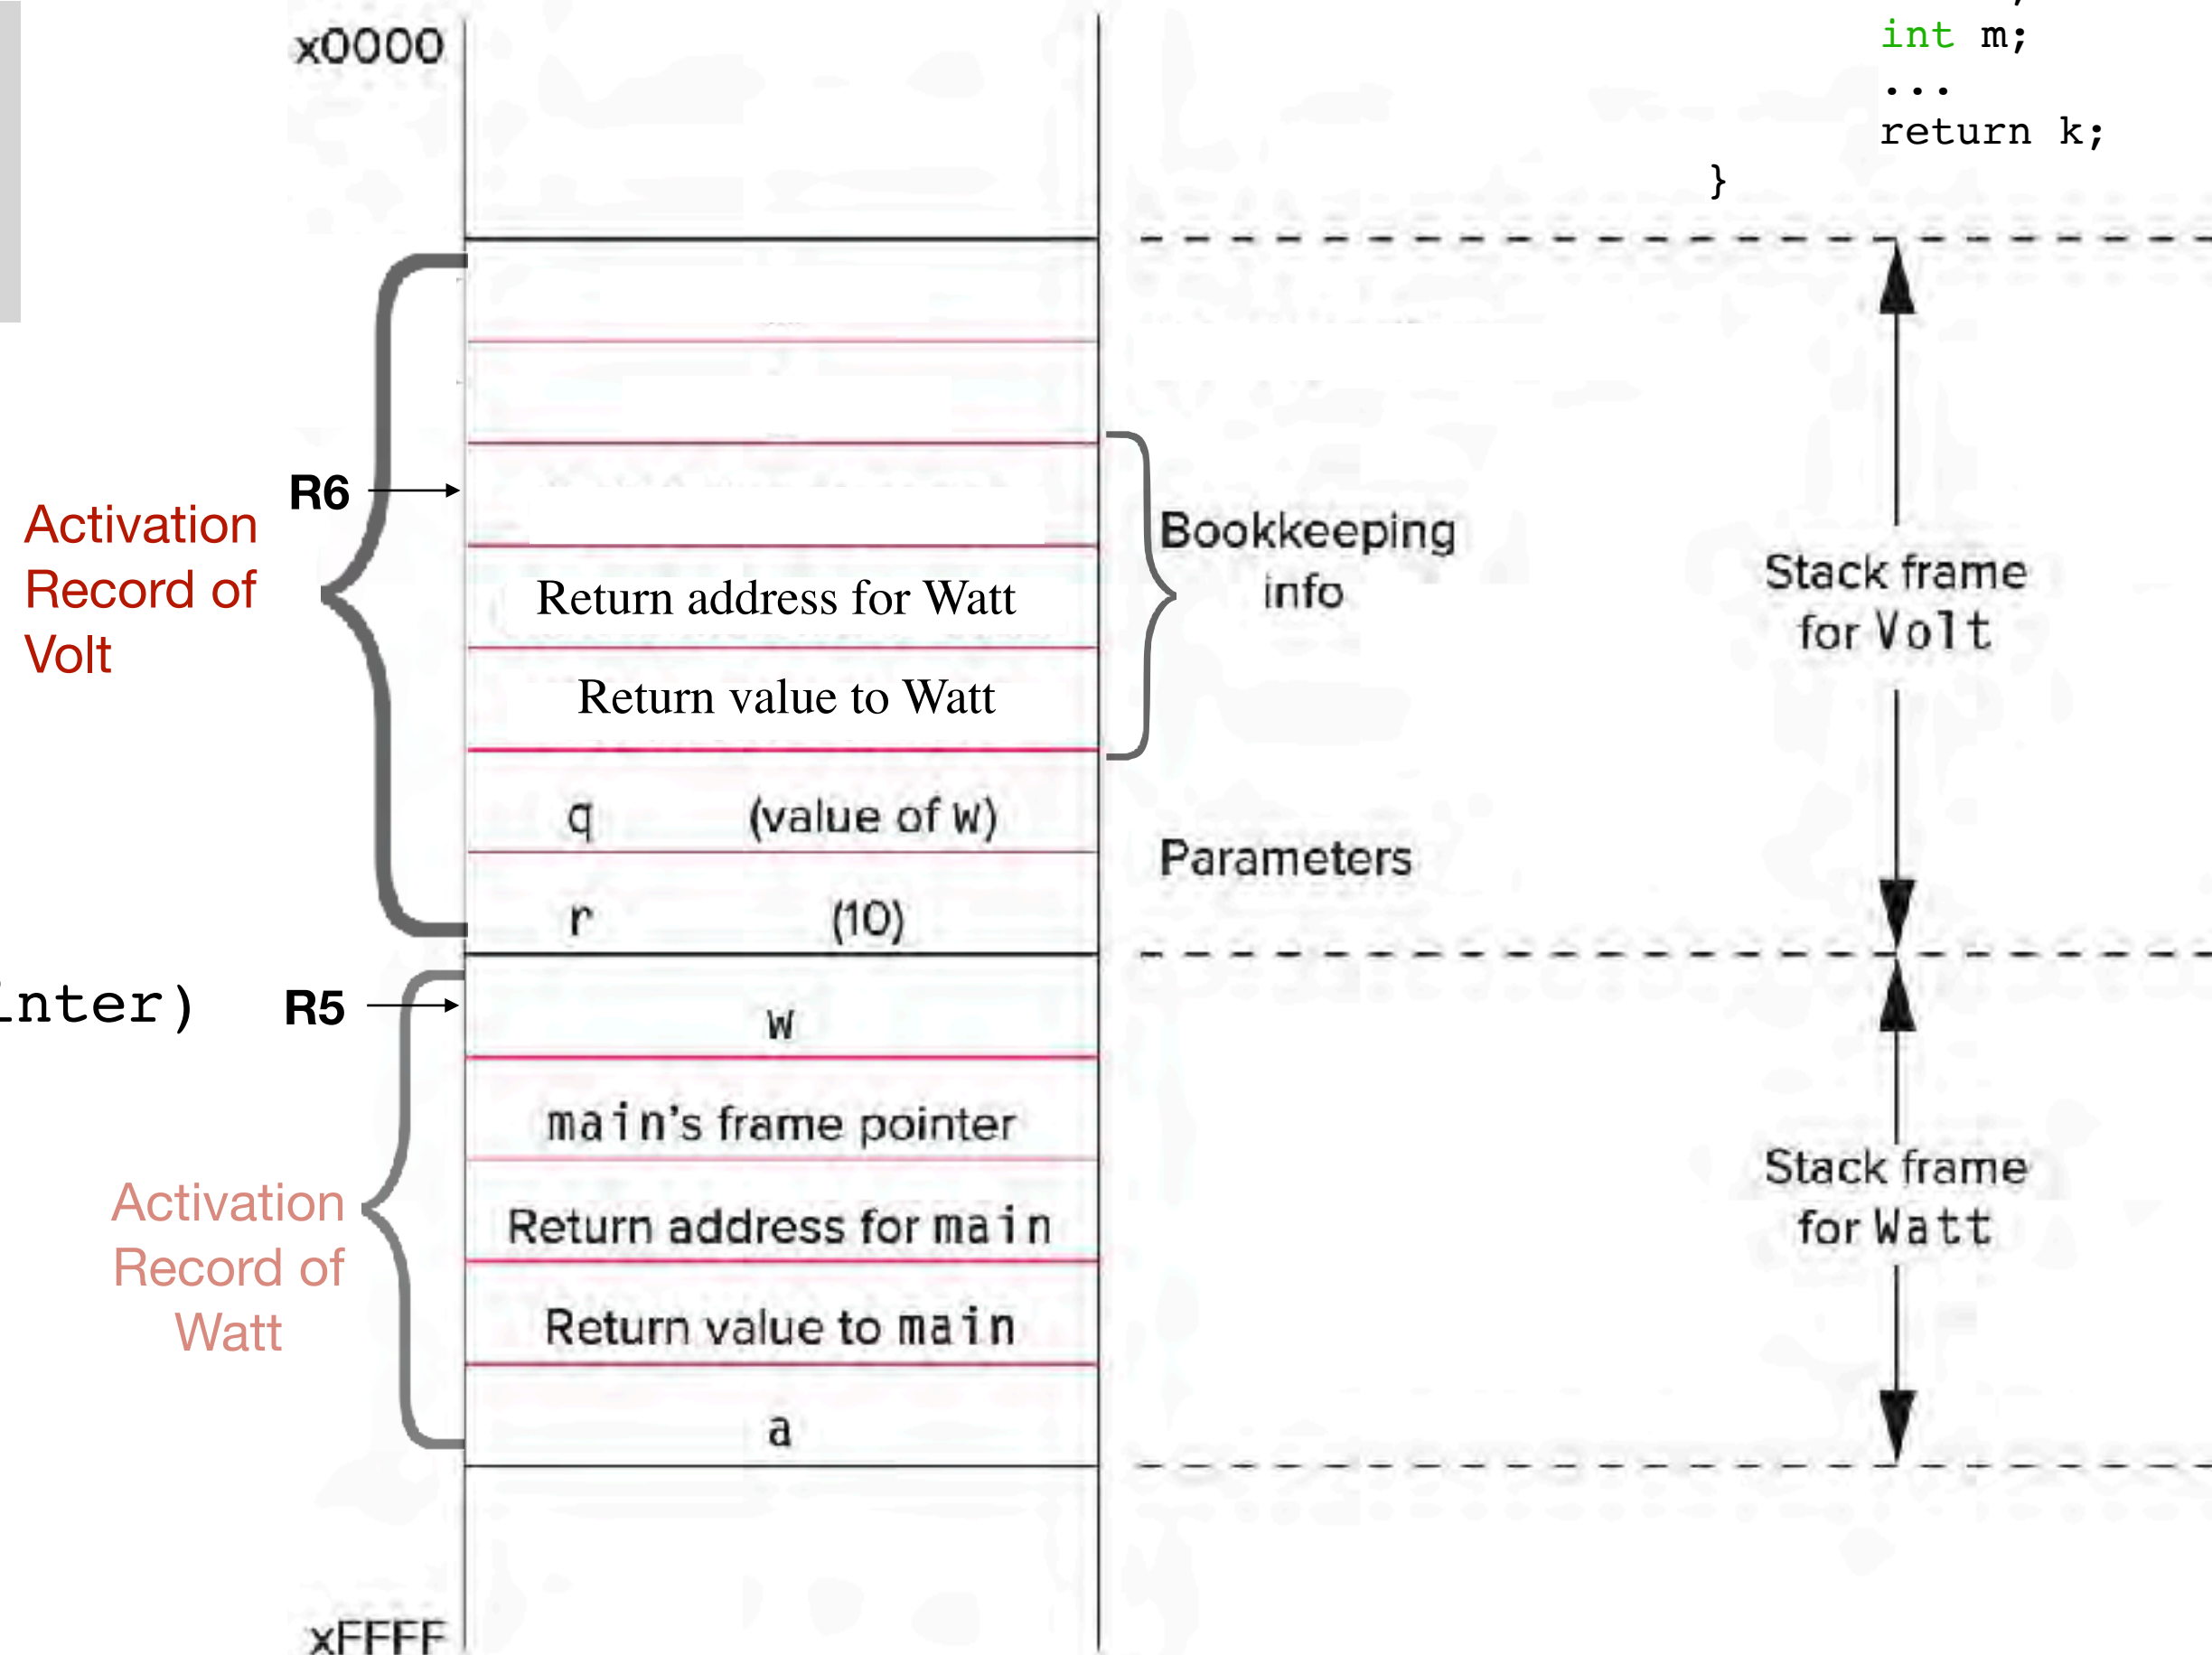 x0000
int m;
...
return k;
}
R6
Activation
Record of
Volt
Bookkeeping
info
Stack frame
for Volt
Return address for Watt
Return value to Watt
q (value of w)
Parameters
r (10)
inter)
R5
w
main's frame pointer
Stack frame
for Watt
Activation
Record of
Watt
Return address for main
Return value to main
a
xFFFF